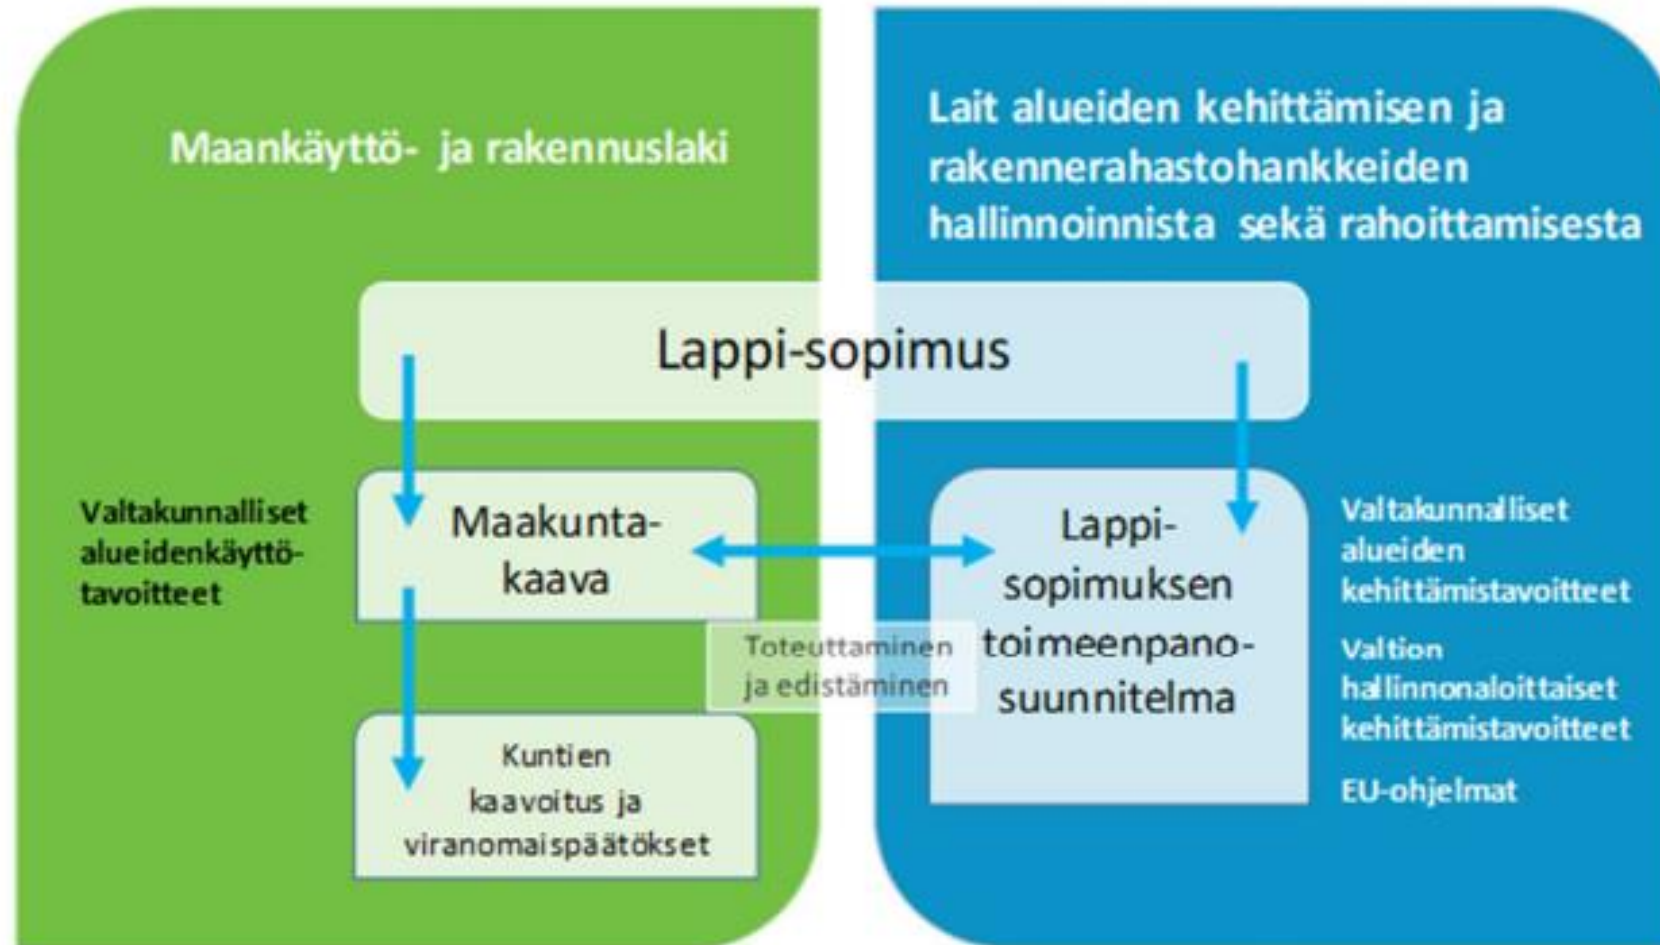 Maankäyttö- ja rakennuslaki
Lait alueiden kehittämisen ja
rakennerahastohankkeiden
hallinnoinnista sekä rahoittamisesta
Lappi-sopimus
Valtakunnalliset
alueidenkäyttö-
tavoitteet
Maakunta-
kaava
Toteuttaminen
ja edistäminen
Kuntien
kaavoitus ja
viranomaispäätökset
Lappi-
sopimuksen
toimeenpano-
suunnitelma
Valtakunnalliset
alueiden
kehittämistavoitteet
Valtion
hallinnonaloittaiset
kehittämistavoitteet
EU-ohjelmat